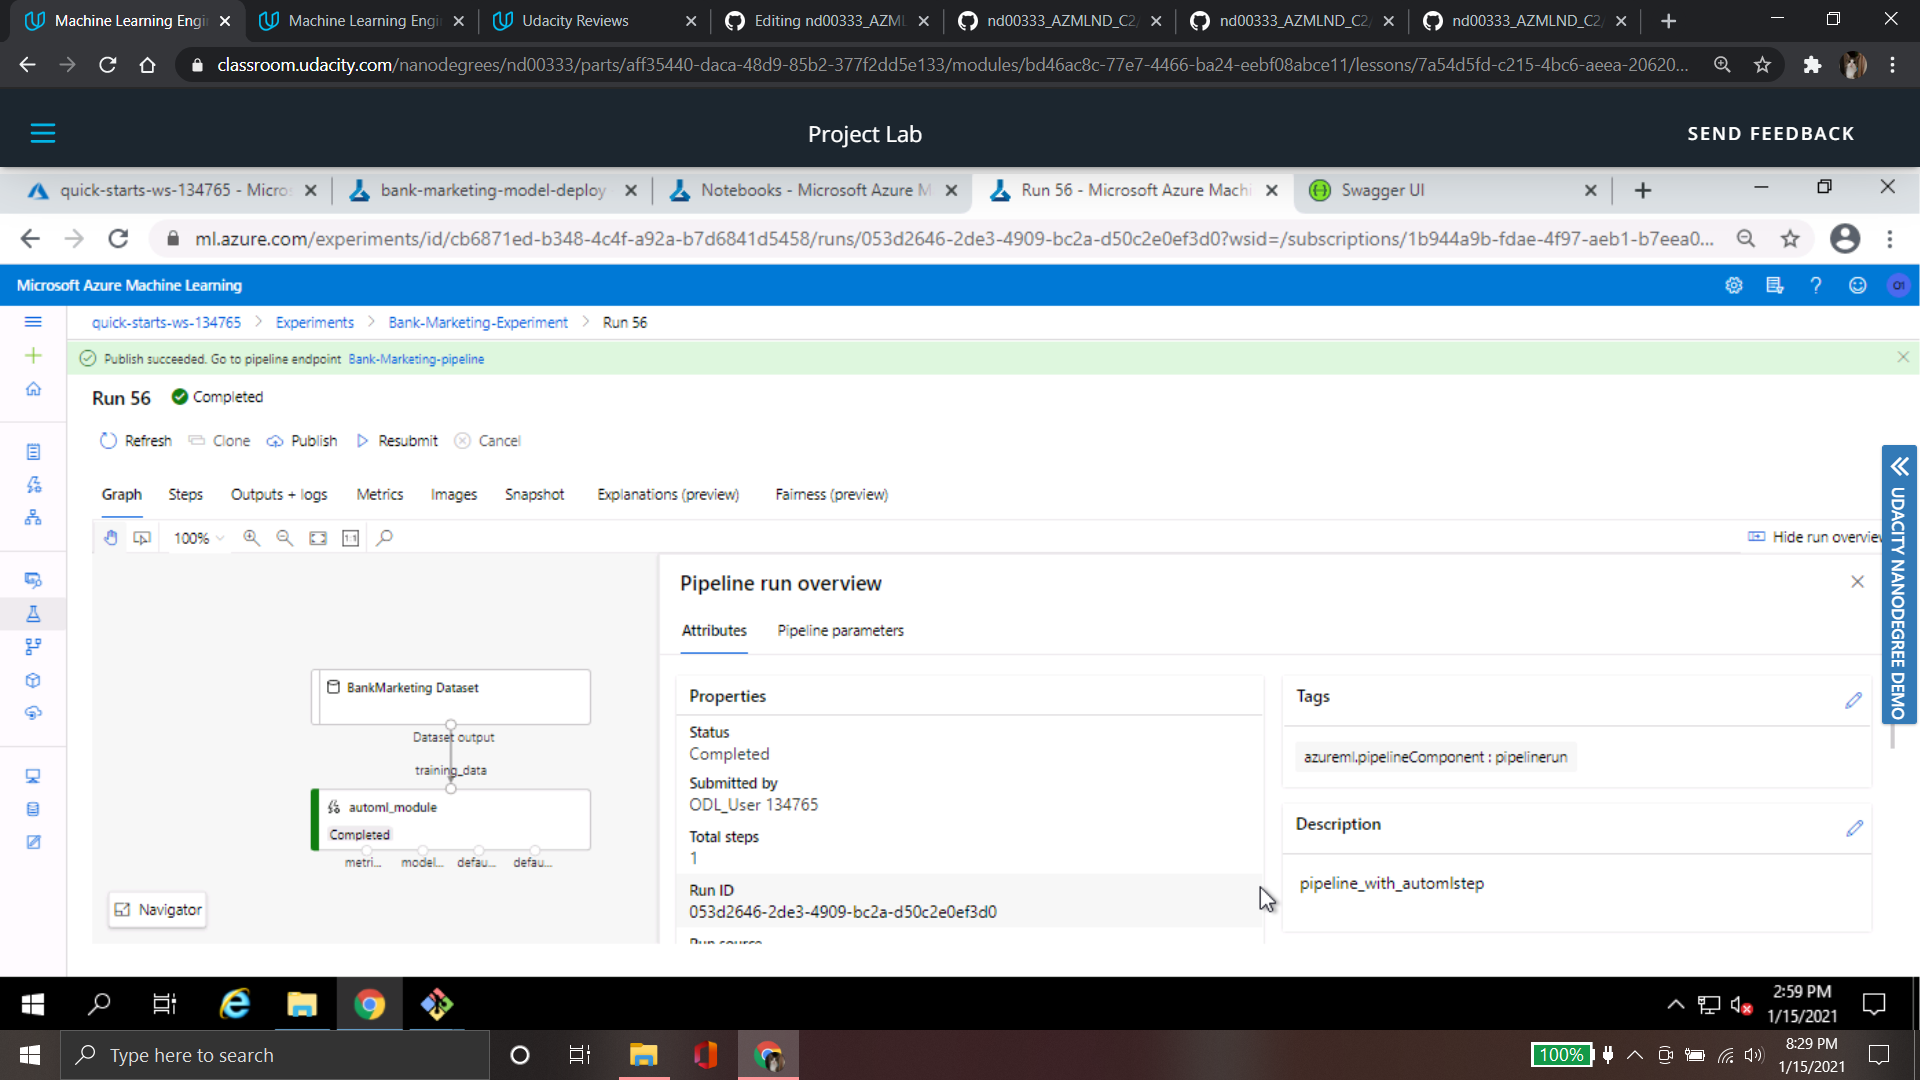 Machine Learning Engi
Machine Learning Engi
Udacity Reviews
Editing nd00333_AZML
nd00333_AZMLND_C2/
nd00333_AZMLND_C2/
nd00333_AZMLND_C2/
classroom.udacity.com/nanodegrees/nd00333/parts/aff35440-daca-48d9-85b2-377f2dd5e133/modules/bd46ac8c-77e7-4466-ba24-eebf08abce11/lessons/7a54d5fd-c215-4bc6-aeea-20620...
Project Lab
SEND FEEDBACK
quick-starts-ws-134765 - Micros
bank-marketing-model-deploy
Notebooks - Microsoft Azure M
Run 56 - Microsoft Azure Machi
Swagger UI
ml.azure.com/experiments/id/cb6871ed-b348-4c4f-a92a-b7d6841d5458/runs/053d2646-2de3-4909-bc2a-d50c2e0ef3d0?wsid=/subscriptions/1b944a9b-fdae-4f97-aeb1-b7eea0...
Microsoft Azure Machine Learning
O1
quick-starts-ws-134765 > Experiments > Bank-Marketing-Experiment > Run 56
Publish succeeded. Go to pipeline endpoint Bank-Marketing-pipeline
Run 56 Completed
Refresh Clone Publish Resubmit Cancel
Graph Steps Outputs + logs Metrics Images Snapshot Explanations (preview) Fairness (preview)
100%
1:1
Hide run overview
UDACITY NANODEGREE DEMO
BankMarketing Dataset
Dataset output
training_data
automl_module
Completed
metri... model... defau... defau...
Navigator
Pipeline run overview
Attributes Pipeline parameters
Properties
Status
Completed
Submitted by
ODL_User 134765
Total steps
1
Run ID
053d2646-2de3-4909-bc2a-d50c2e0ef3d0
Run source
Tags
azureml.pipelineComponent : pipelinerun
Description
pipeline_with_automlstep
2:59 PM
1/15/2021
Type here to search
100%
8:29 PM
1/15/2021